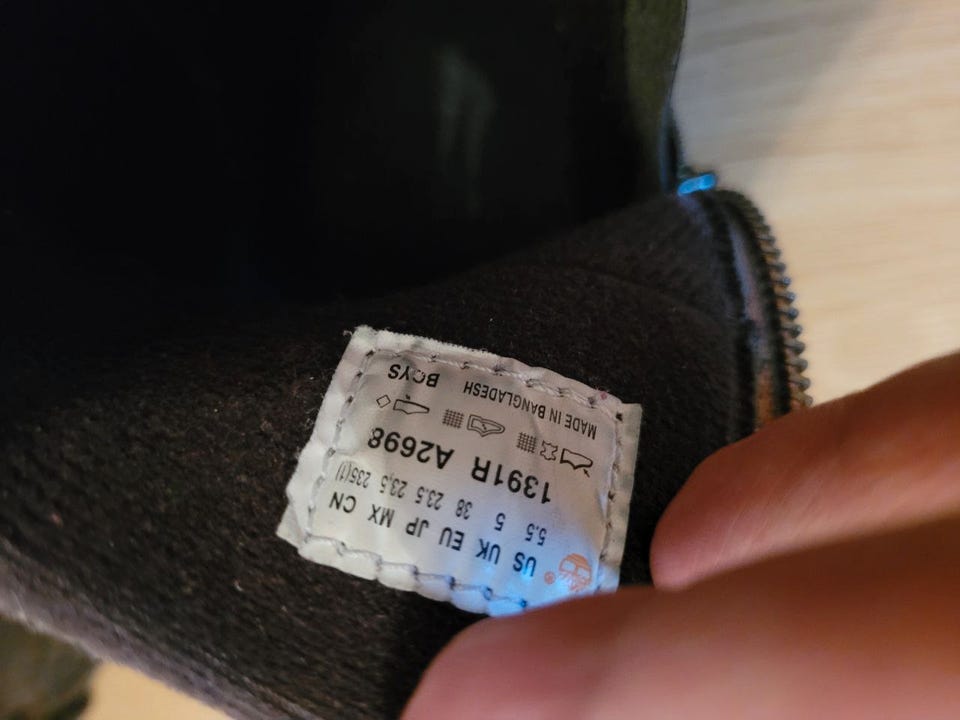 ®
US UK EU JP MX CN
5.5 5 38 23.5 23.5 235(1)
1391R A2698
MADE IN BANGLADESH BOYS